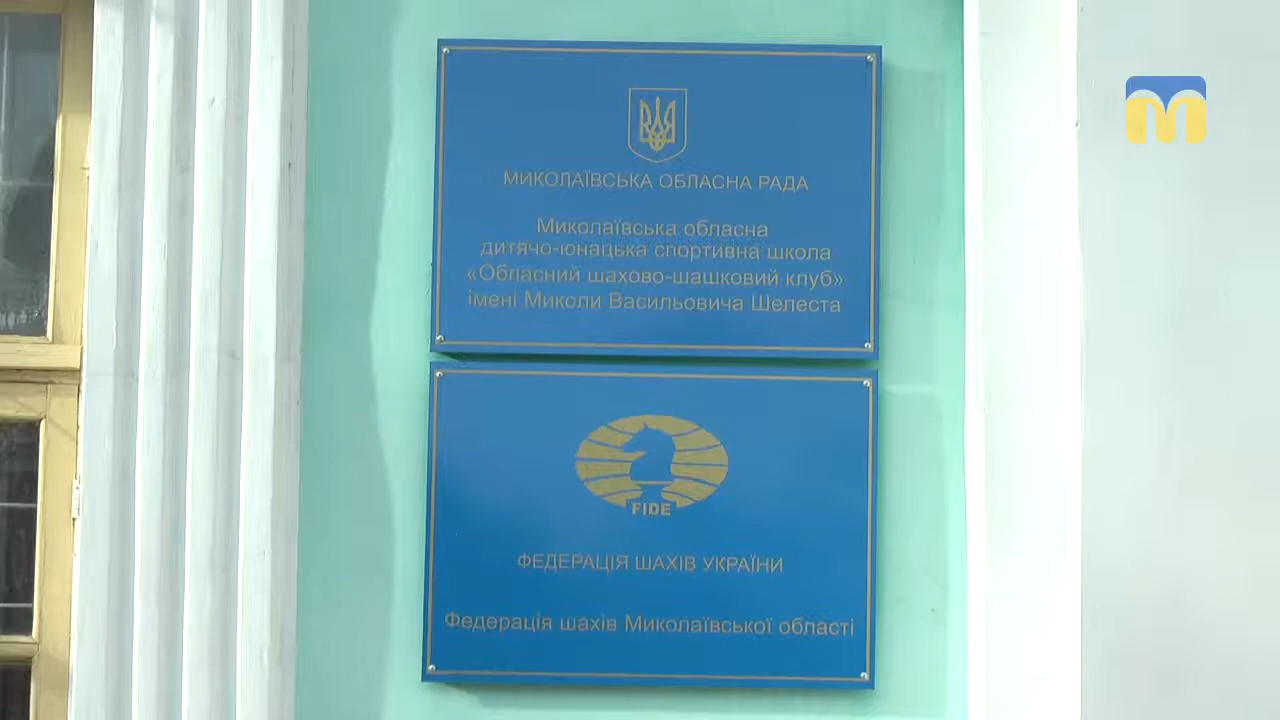 МИКОЛАЇВСЬКА ОБЛАСНА РАДА
Миколаївська обласна
дитячо-юнацька спортивна школа
«Обласний шахово-шашковий клуб»
імені Миколи Васильовича Шелеста
FIDE
ФЕДЕРАЦІЯ ШАХІВ УКРАЇНИ
Федерація шахів Миколаївської області